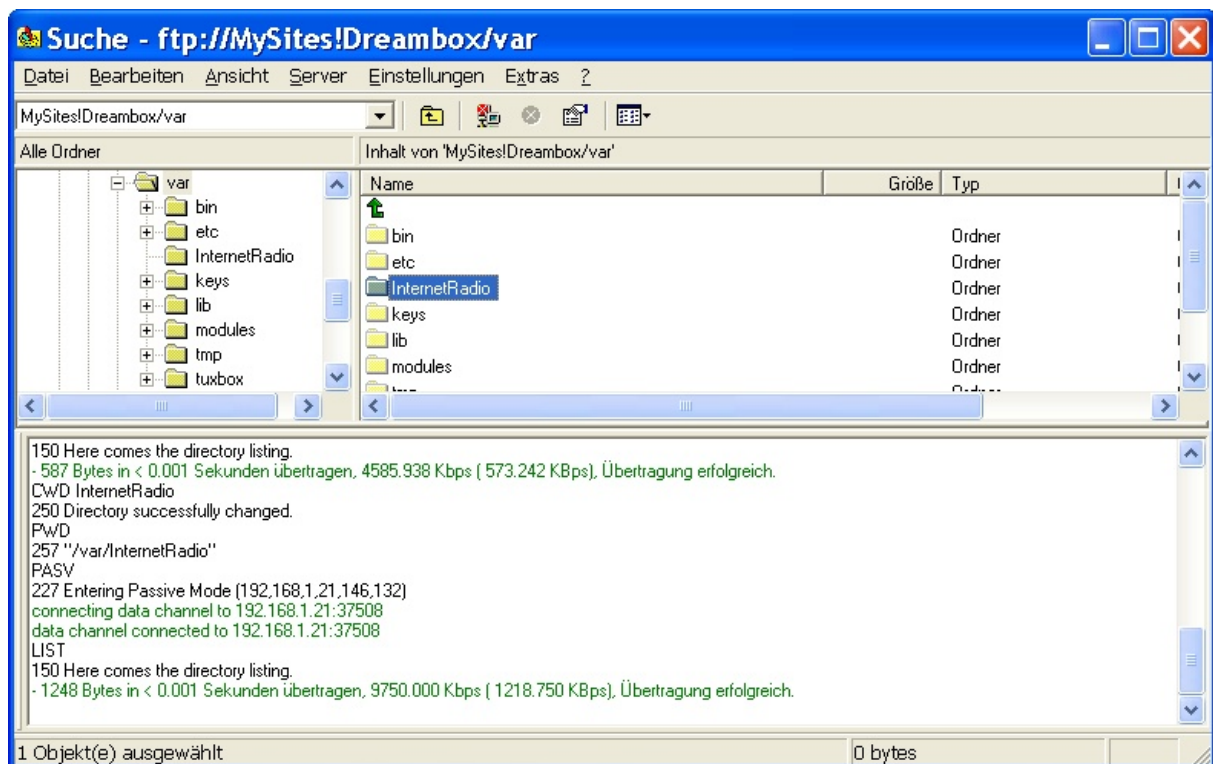 Suche - ftp://MySites!Dreambox/var
Datei Bearbeiten Ansicht Server Einstellungen Extras ?
MySites!Dreambox/var
Alle Ordner
Inhalt von 'MySites!Dreambox/var'
var
bin
etc
InternetRadio
keys
lib
modules
tmp
tuxbox
Name Größe Typ
bin Ordner
etc Ordner
InternetRadio Ordner
keys Ordner
lib Ordner
modules Ordner
150 Here comes the directory listing.
- 587 Bytes in < 0.001 Sekunden übertragen, 4585.938 Kbps ( 573.242 KBps), Übertragung erfolgreich.
CWD InternetRadio
250 Directory successfully changed.
PWD
257 "/var/InternetRadio"
PASV
227 Entering Passive Mode (192,168,1,21,146,132)
connecting data channel to 192.168.1.21:37508
data channel connected to 192.168.1.21:37508
LIST
150 Here comes the directory listing.
- 1248 Bytes in < 0.001 Sekunden übertragen, 9750.000 Kbps ( 1218.750 KBps), Übertragung erfolgreich.
1 Objekt(e) ausgewählt
0 bytes